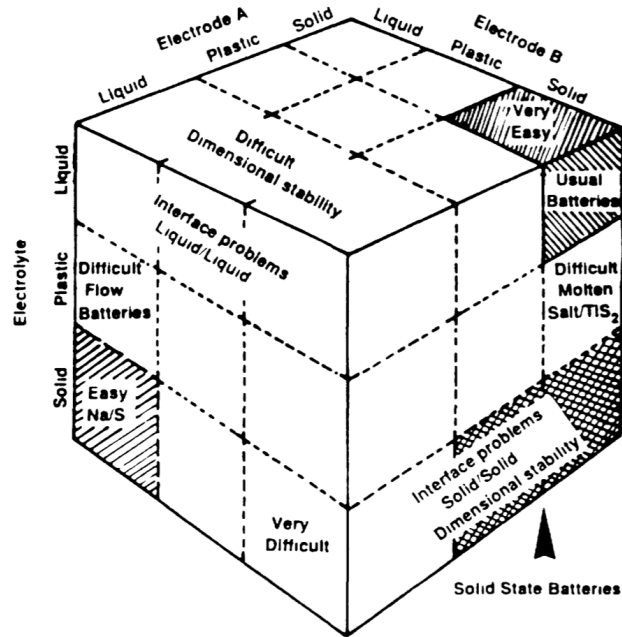 Electrode A
Liquid
Plastic
Solid
Electrode B
Liquid
Plastic
Solid
Very
Easy
Difficult
Dimensional stability
Usual
Batteries
Electrolyte
Liquid
Plastic
Solid
Interface problems
Liquid/Liquid
Difficult
Flow
Batteries
Difficult
Molten
Salt/TiS₂
Easy
Na/S
Interface problems
Solid/Solid
Dimensional stability
Very
Difficult
Solid State Batteries